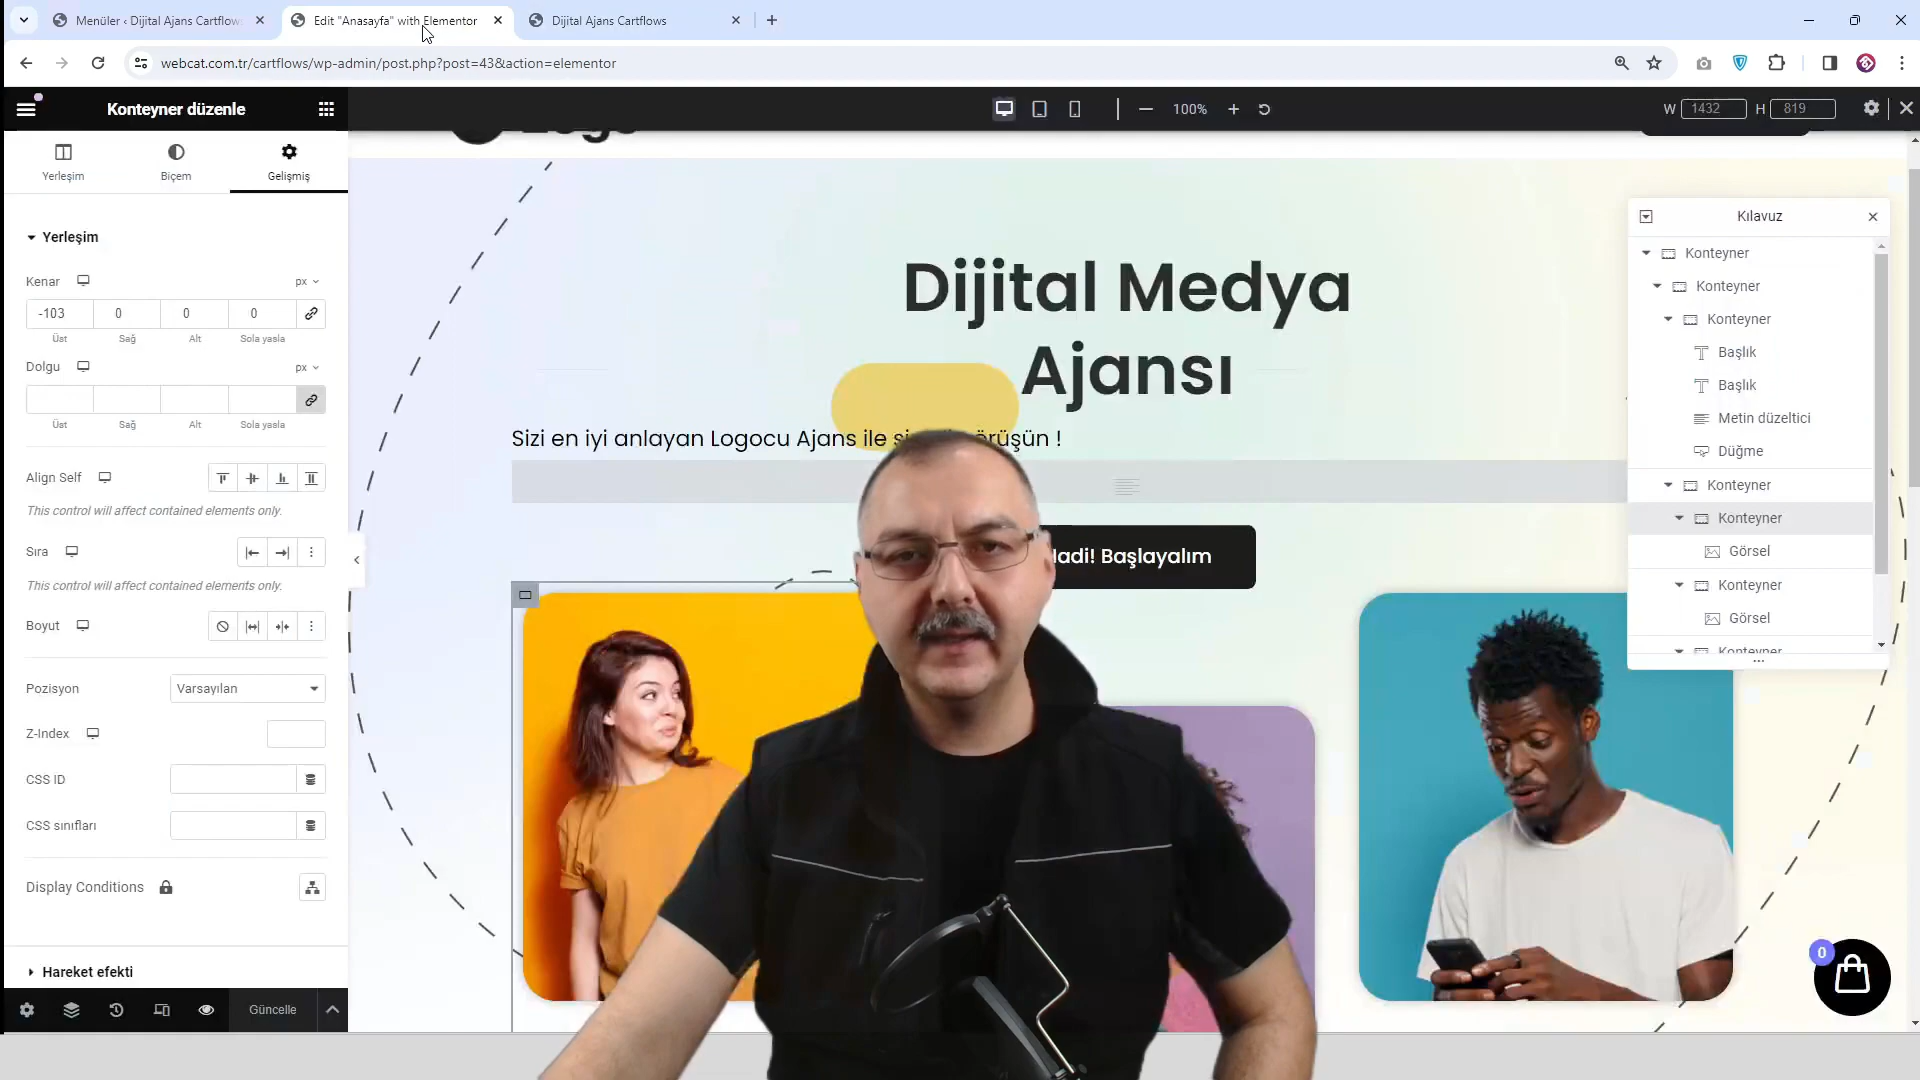 Menüler ‹ Dijital Ajans Cartflows
Edit "Anasayfa" with Elementor
Dijital Ajans Cartflows
webcat.com.tr/cartflows/wp-admin/post.php?post=43&action=elementor
Konteyner düzenle
100%
W 1432 H 819
Yerleşim
Biçem
Gelişmiş
Yerleşim
Kenar
px
-103 0 0 0
Üst Sağ Alt Sola yasla
Dolgu
px
Üst Sağ Alt Sola yasla
Align Self
This control will affect contained elements only.
Sıra
This control will affect contained elements only.
Boyut
Pozisyon
Varsayılan
Z-Index
CSS ID
CSS sınıfları
Display Conditions
Hareket efekti
Güncelle
Dijital Medya
Ajansı
Sizi en iyi anlayan Logocu Ajans ile
Başlayalım
Kılavuz
Konteyner
Konteyner
Konteyner
Başlık
Başlık
Metin düzeltici
Düğme
Konteyner
Konteyner
Görsel
Konteyner
Görsel
Konteyner
0